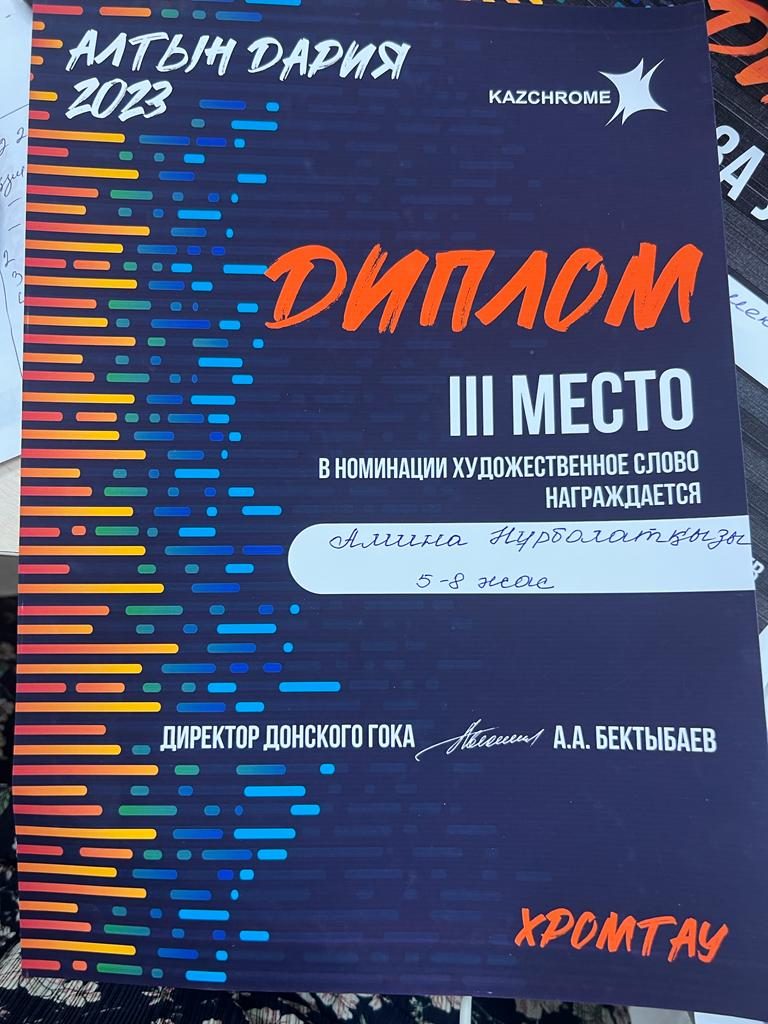 АЛТЫН ДАРИЯ
2023
KAZCHROME
ДИПЛОМ
III МЕСТО
В НОМИНАЦИИ ХУДОЖЕСТВЕННОЕ СЛОВО
НАГРАЖДАЕТСЯ
Амина Нурболатқызы
5-8 жас
ДИРЕКТОР ДОНСКОГО ГОКА А.А. БЕКТЫБАЕВ
ХРОМТАУ